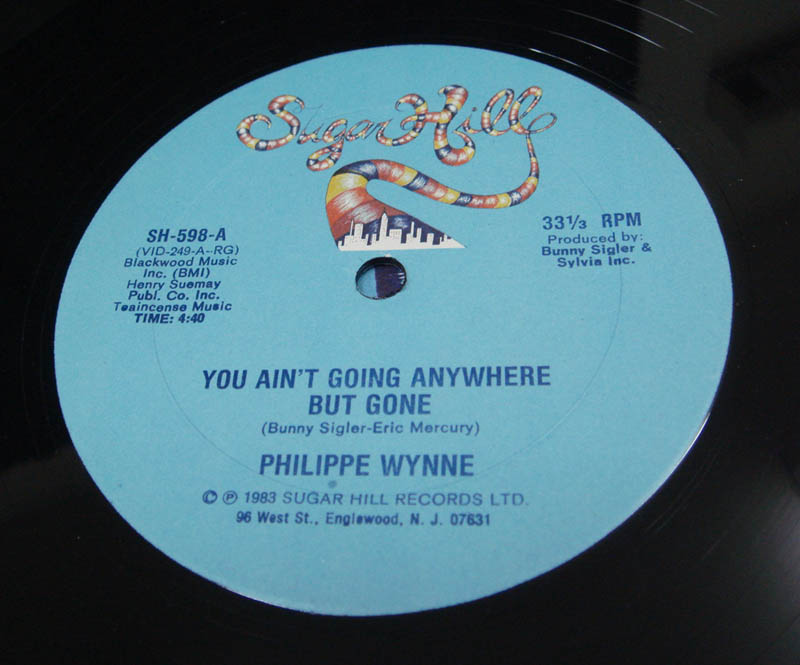 Sugar Hill
SH-598-A
(VID-249-A-RG)
Blackwood Music
Inc. (BMI)
Henry Suemay
Publ. Co. Inc.
Teaincense Music
TIME: 4:40
33 1/3 RPM
Produced by:
Bunny Sigler &
Sylvia Inc.
YOU AIN'T GOING ANYWHERE
BUT GONE
(Bunny Sigler-Eric Mercury)
PHILIPPE WYNNE
© ℗ 1983 SUGAR HILL RECORDS LTD.
96 West St., Englewood, N. J. 07631